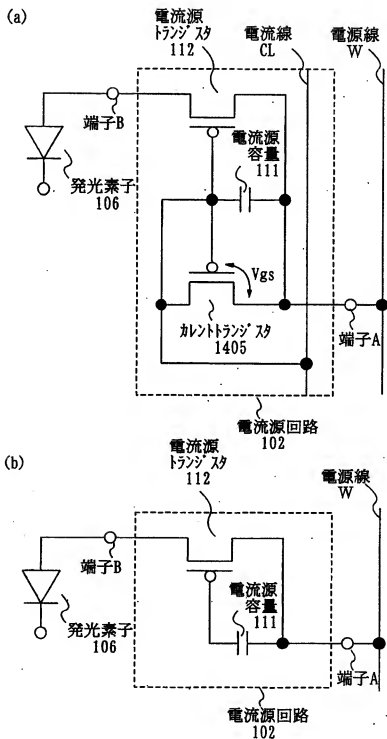 (a)
電流源
トランジスタ
112
電流線
CL
電源線
W
端子B
発光素子
106
電流源
容量
111
Vgs
カレントトランジスタ
1405
端子A
電流源回路
102
(b)
電流源
トランジスタ
112
電源線
W
端子B
発光素子
106
電流源
容量
111
端子A
電流源回路
102